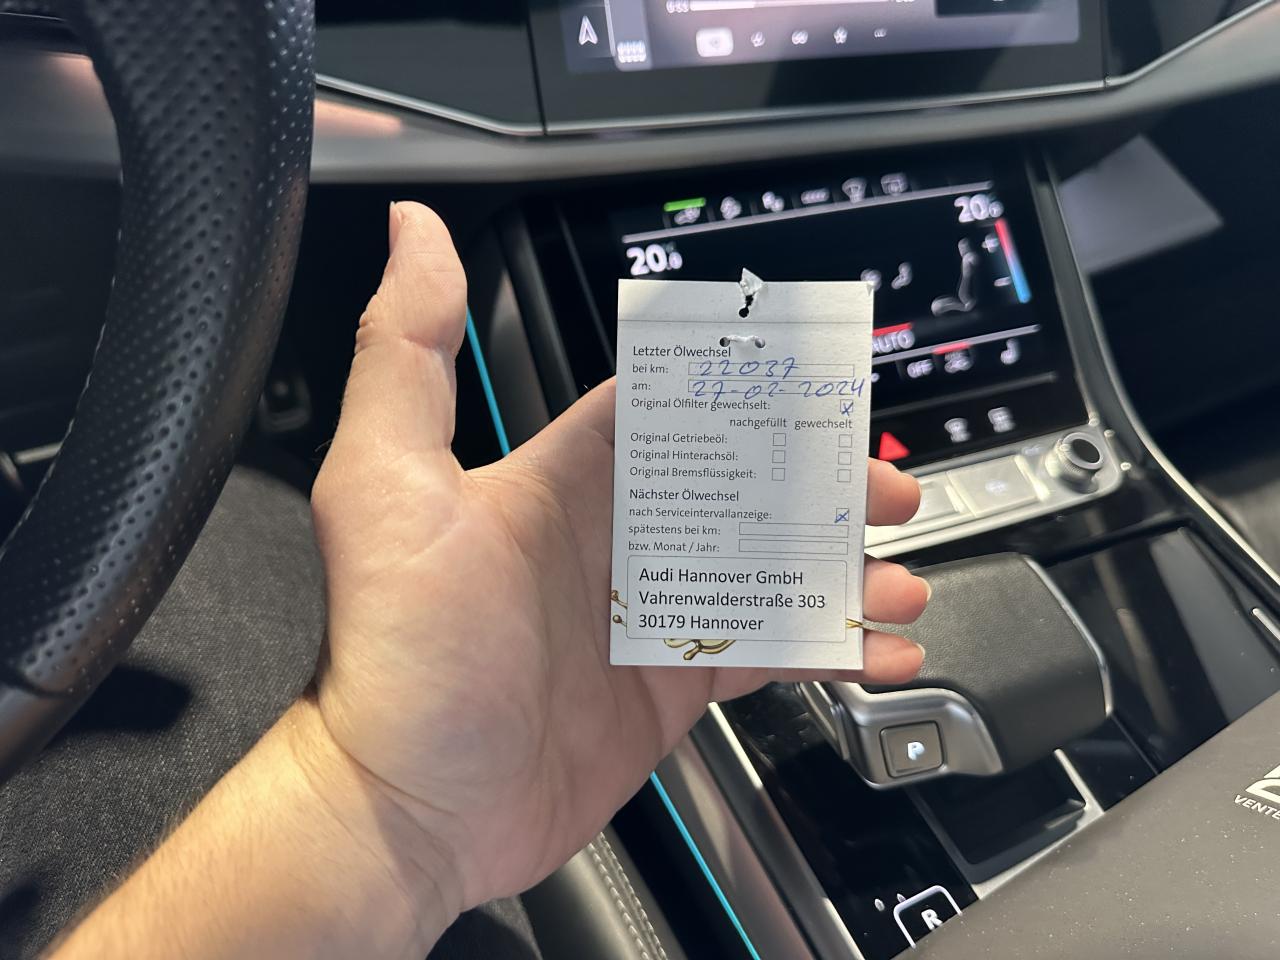 20.0
20.0
AUTO
OFF
Letzter Ölwechsel
bei km: 22037
am: 27-02-2024
Original Ölfilter gewechselt: x
nachgefüllt gewechselt
Original Getriebeöl:
Original Hinterachsöl:
Original Bremsflüssigkeit:
Nächster Ölwechsel
nach Serviceintervallanzeige: x
spätestens bei km:
bzw. Monat / Jahr:
Audi Hannover GmbH
Vahrenwalderstraße 303
30179 Hannover
P
R